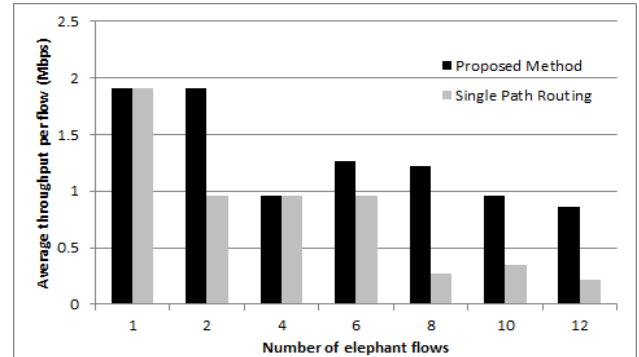 2.5
2
1.5
1
0.5
0
Average throughput per flow (Mbps)
Proposed Method
Single Path Routing
1 2 4 6 8 10 12
Number of elephant flows